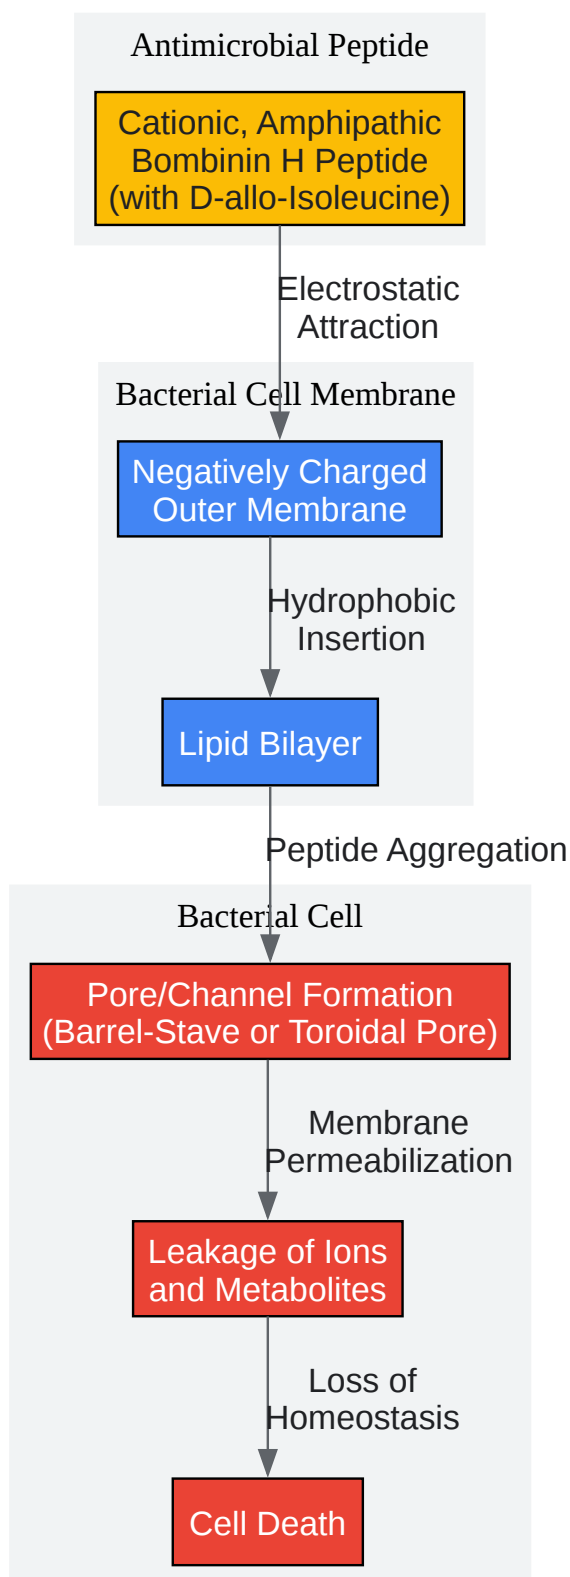 Antimicrobial Peptide
Cationic, Amphipathic
Bombinin H Peptide
(with D-allo-Isoleucine)
Electrostatic
Attraction
Bacterial Cell Membrane
Negatively Charged
Outer Membrane
Hydrophobic
Insertion
Lipid Bilayer
Peptide Aggregation
Bacterial Cell
Pore/Channel Formation
(Barrel-Stave or Toroidal Pore)
Membrane
Permeabilization
Leakage of Ions
and Metabolites
Loss of
Homeostasis
Cell Death